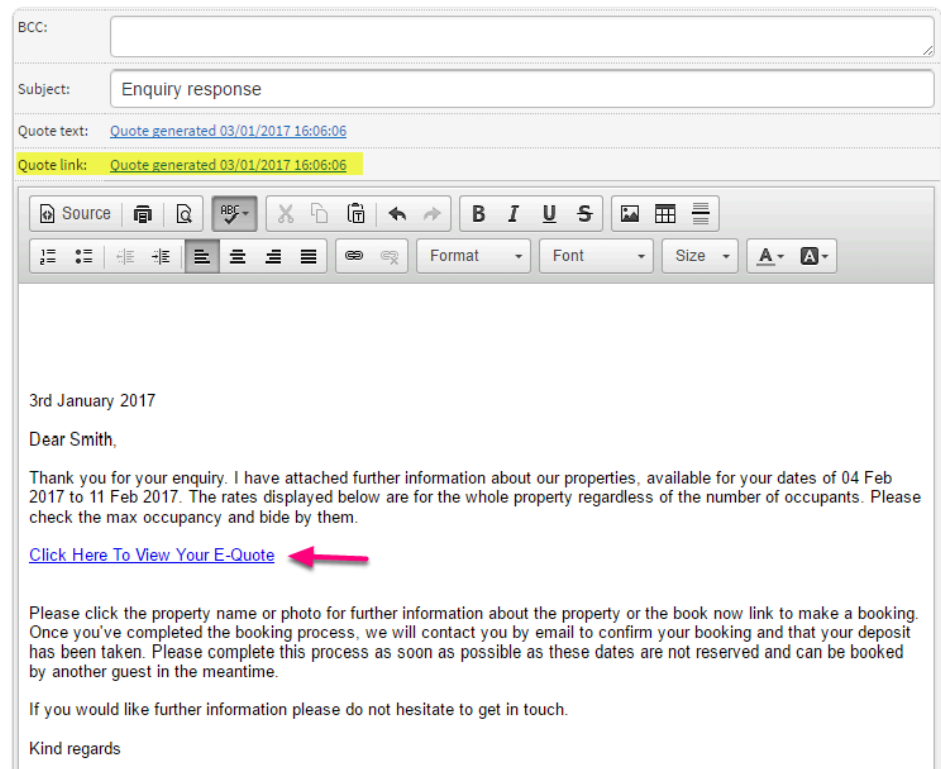 BCC:
Subject: Enquiry response
Quote text: Quote generated 03/01/2017 16:06:06
Quote link: Quote generated 03/01/2017 16:06:06
Source ABC B I U S
Format Font Size A A
3rd January 2017
Dear Smith,
Thank you for your enquiry. I have attached further information about our properties, available for your dates of 04 Feb
2017 to 11 Feb 2017. The rates displayed below are for the whole property regardless of the number of occupants. Please
check the max occupancy and bide by them.
Click Here To View Your E-Quote
Please click the property name or photo for further information about the property or the book now link to make a booking.
Once you've completed the booking process, we will contact you by email to confirm your booking and that your deposit
has been taken. Please complete this process as soon as possible as these dates are not reserved and can be booked
by another guest in the meantime.
If you would like further information please do not hesitate to get in touch.
Kind regards